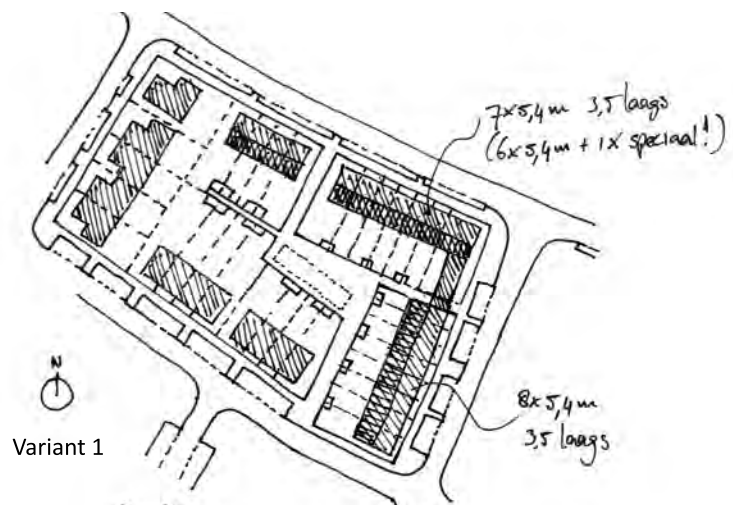 7x5,4m 3,5 laags
(6x5,4m + 1x speciaal!)
N
8x5,4m
3,5 laags
Variant 1